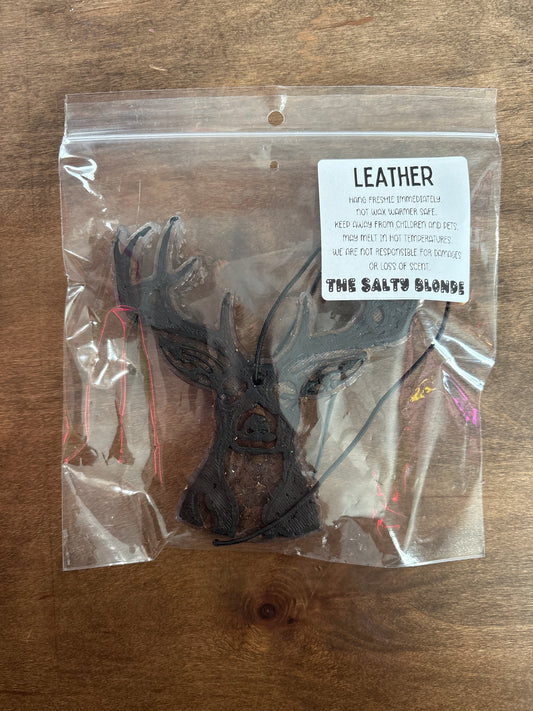 LEATHER
HANG FRESHIE IMMEDIATELY.
NOT WAX WARMER SAFE.
KEEP AWAY FROM CHILDREN AND PETS.
MAY MELT IN HOT TEMPERATURES.
WE ARE NOT RESPONSIBLE FOR DAMAGES
OR LOSS OF SCENT.
THE SALTY BLONDE